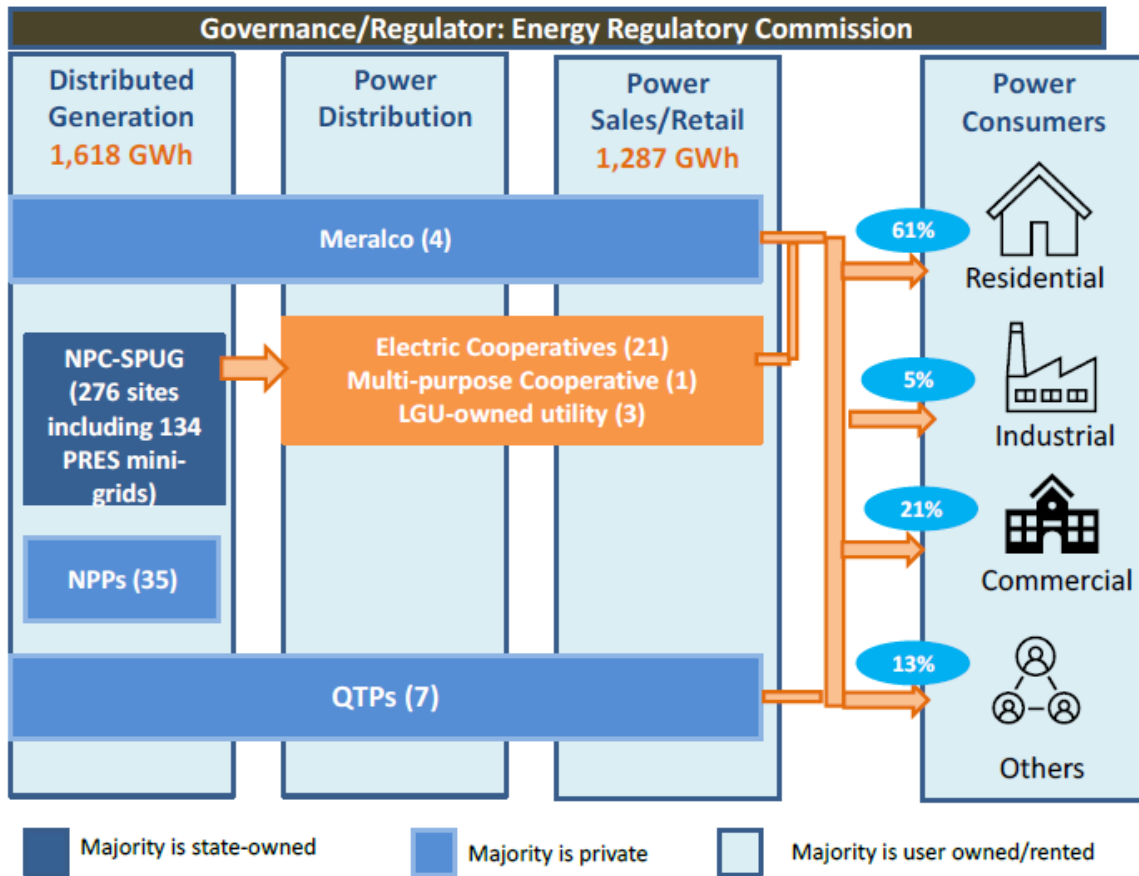 Governance/Regulator: Energy Regulatory Commission
Distributed
Generation
1,618 GWh
Power
Distribution
Power
Sales/Retail
1,287 GWh
Power
Consumers
Meralco (4)
61%
Residential
NPC-SPUG
(276 sites
including 134
PRES mini-
grids)
Electric Cooperatives (21)
Multi-purpose Cooperative (1)
LGU-owned utility (3)
5%
Industrial
21%
Commercial
NPPs (35)
QTPs (7)
13%
Others
Majority is state-owned
Majority is private
Majority is user owned/rented